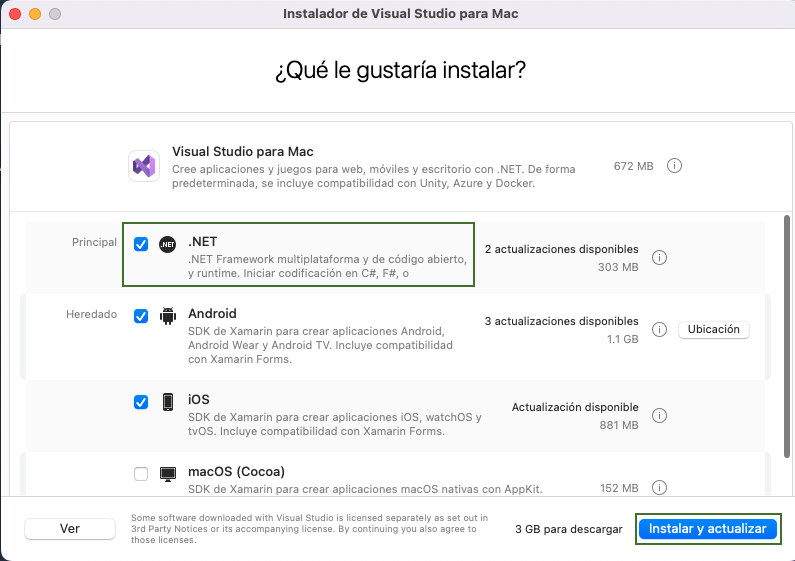 Instalador de Visual Studio para Mac
¿Qué le gustaría instalar?
Visual Studio para Mac
Cree aplicaciones y juegos para web, móviles y escritorio con .NET. De forma
predeterminada, se incluye compatibilidad con Unity, Azure y Docker.
672 MB
Principal
.NET
.NET
.NET Framework multiplataforma y de código abierto,
y runtime. Iniciar codificación en C#, F#, o
2 actualizaciones disponibles
303 MB
Heredado
Android
SDK de Xamarin para crear aplicaciones Android,
Android Wear y Android TV. Incluye compatibilidad
con Xamarin Forms.
3 actualizaciones disponibles
1.1 GB
Ubicación
iOS
SDK de Xamarin para crear aplicaciones iOS, watchOS y
tvOS. Incluye compatibilidad con Xamarin Forms.
Actualización disponible
881 MB
macOS (Cocoa)
SDK de Xamarin para crear aplicaciones macOS nativas con AppKit.
152 MB
Ver
Some software downloaded with Visual Studio is licensed separately as set out in
3rd Party Notices or its accompanying license. By continuing you also agree to
those licenses.
3 GB para descargar
Instalar y actualizar